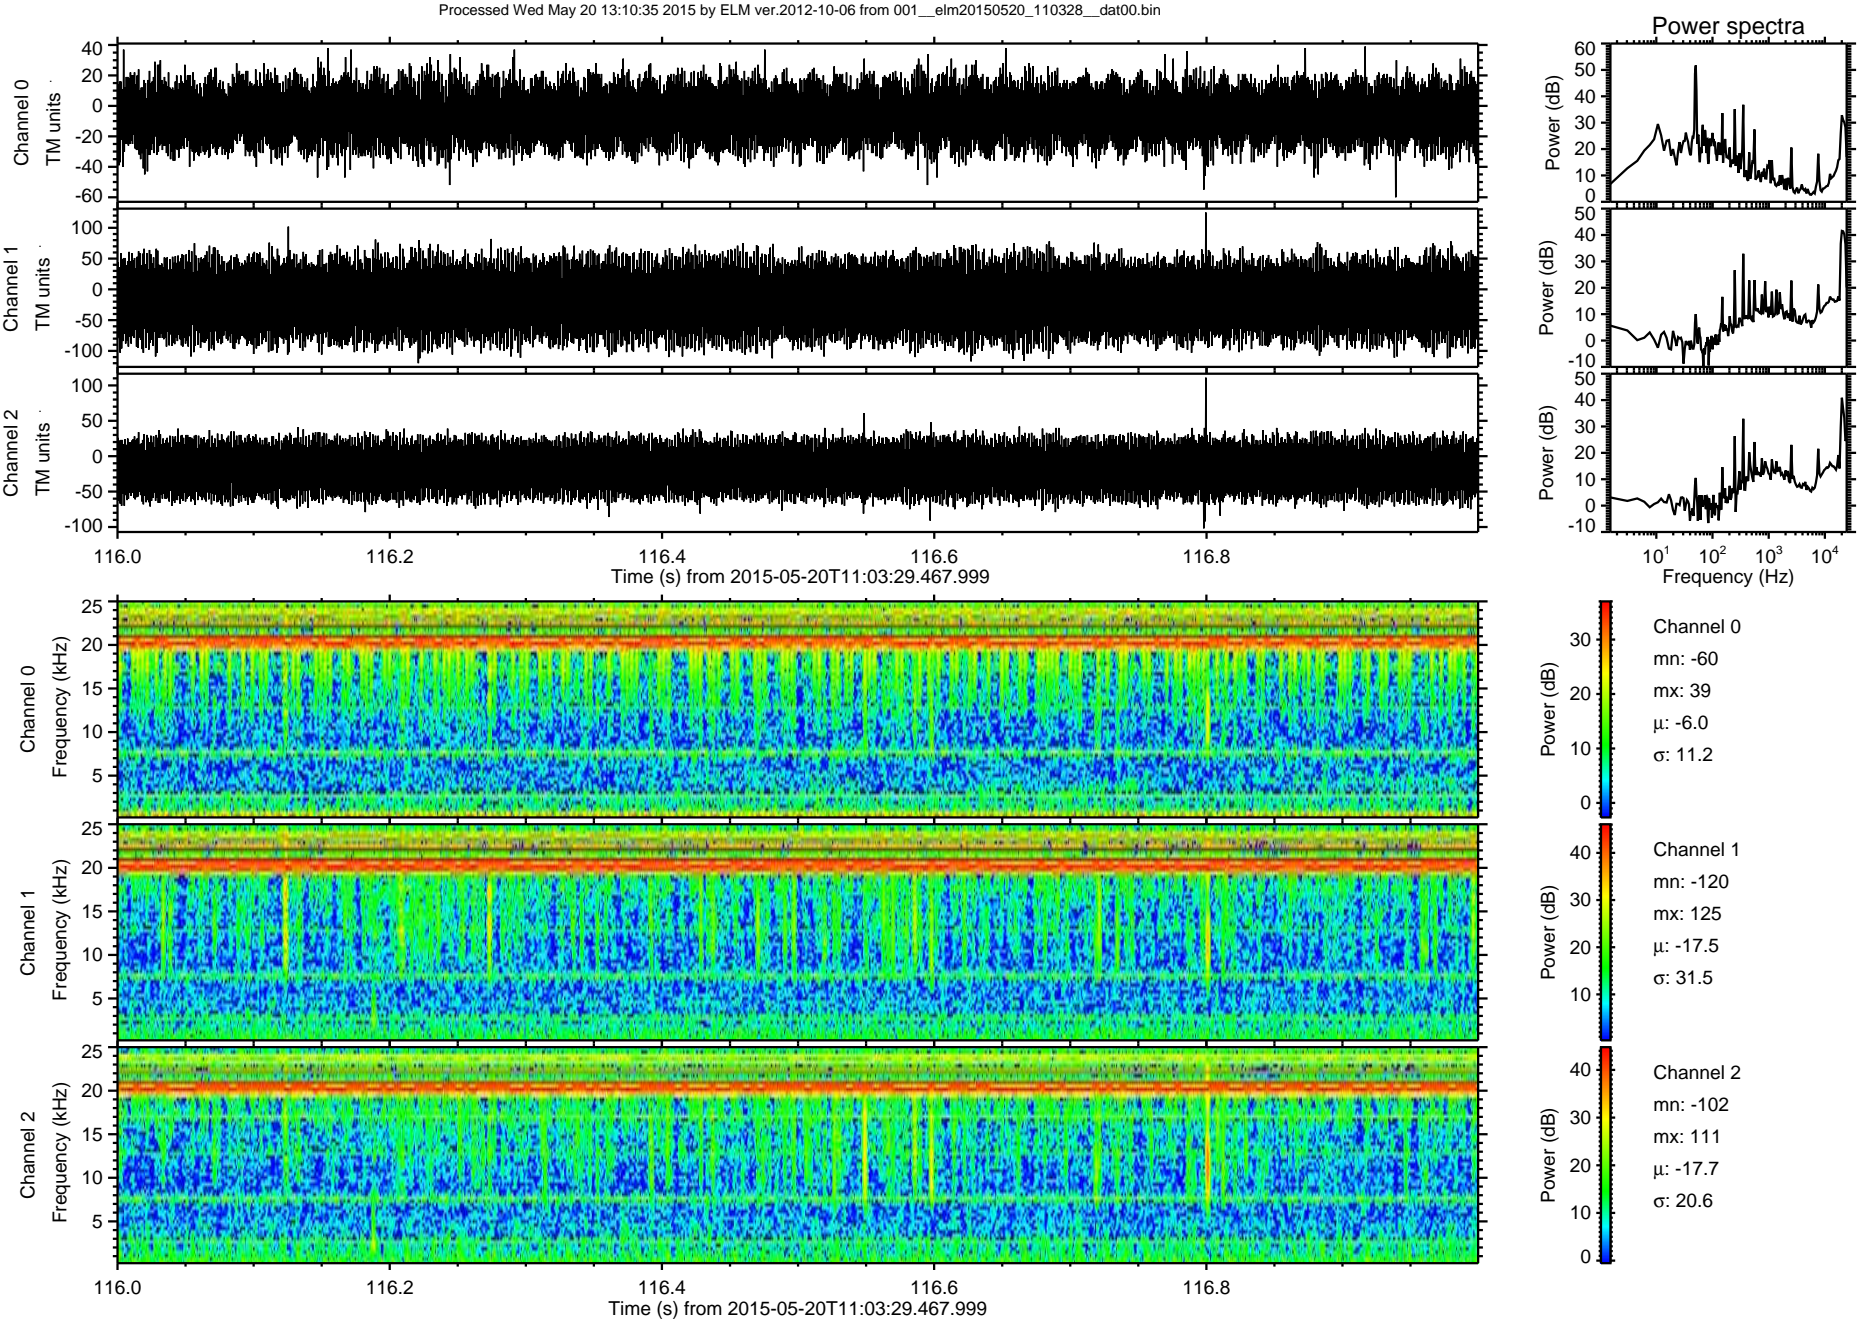 Processed Wed May 20 13:10:35 2015 by ELM ver.2012-10-06 from 001__elm20150520_110328__dat00.bin
Power spectra
Channel 0
TM units
40
20
0
-20
-40
-60
Power (dB)
60
50
40
30
20
10
0
Channel 1
TM units
100
50
0
-50
-100
Power (dB)
50
40
30
20
10
0
-10
Channel 2
TM units
100
50
0
-50
-100
Power (dB)
50
40
30
20
10
0
-10
116.0 116.2 116.4 116.6 116.8
Time (s) from 2015-05-20T11:03:29.467.999
10^1 10^2 10^3 10^4
Frequency (Hz)
Channel 0
Frequency (kHz)
25
20
15
10
5
Power (dB)
30
20
10
0
Channel 0
mn: -60
mx: 39
μ: -6.0
σ: 11.2
Channel 1
Frequency (kHz)
25
20
15
10
5
Power (dB)
40
30
20
10
Channel 1
mn: -120
mx: 125
μ: -17.5
σ: 31.5
Channel 2
Frequency (kHz)
25
20
15
10
5
Power (dB)
40
30
20
10
0
Channel 2
mn: -102
mx: 111
μ: -17.7
σ: 20.6
116.0 116.2 116.4 116.6 116.8
Time (s) from 2015-05-20T11:03:29.467.999